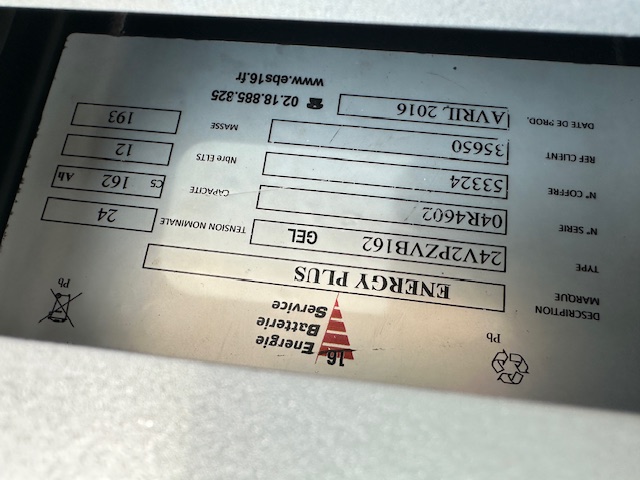 Pb
16
Energie
Batterie
Service
Pb
DESCRIPTION
MARQUE ENERGY PLUS
TYPE 24V2PZVB162 GEL TENSION NOMINALE 24
N° SERIE 04R4602 CAPACITE C5 162 Ah
N° COFFRE 53324 Nbre ELTS 12
REF CLIENT 35650 MASSE 193
DATE DE PROD. AVRIL 2016 ☎ 02.18.885.825
www.ebs16.fr